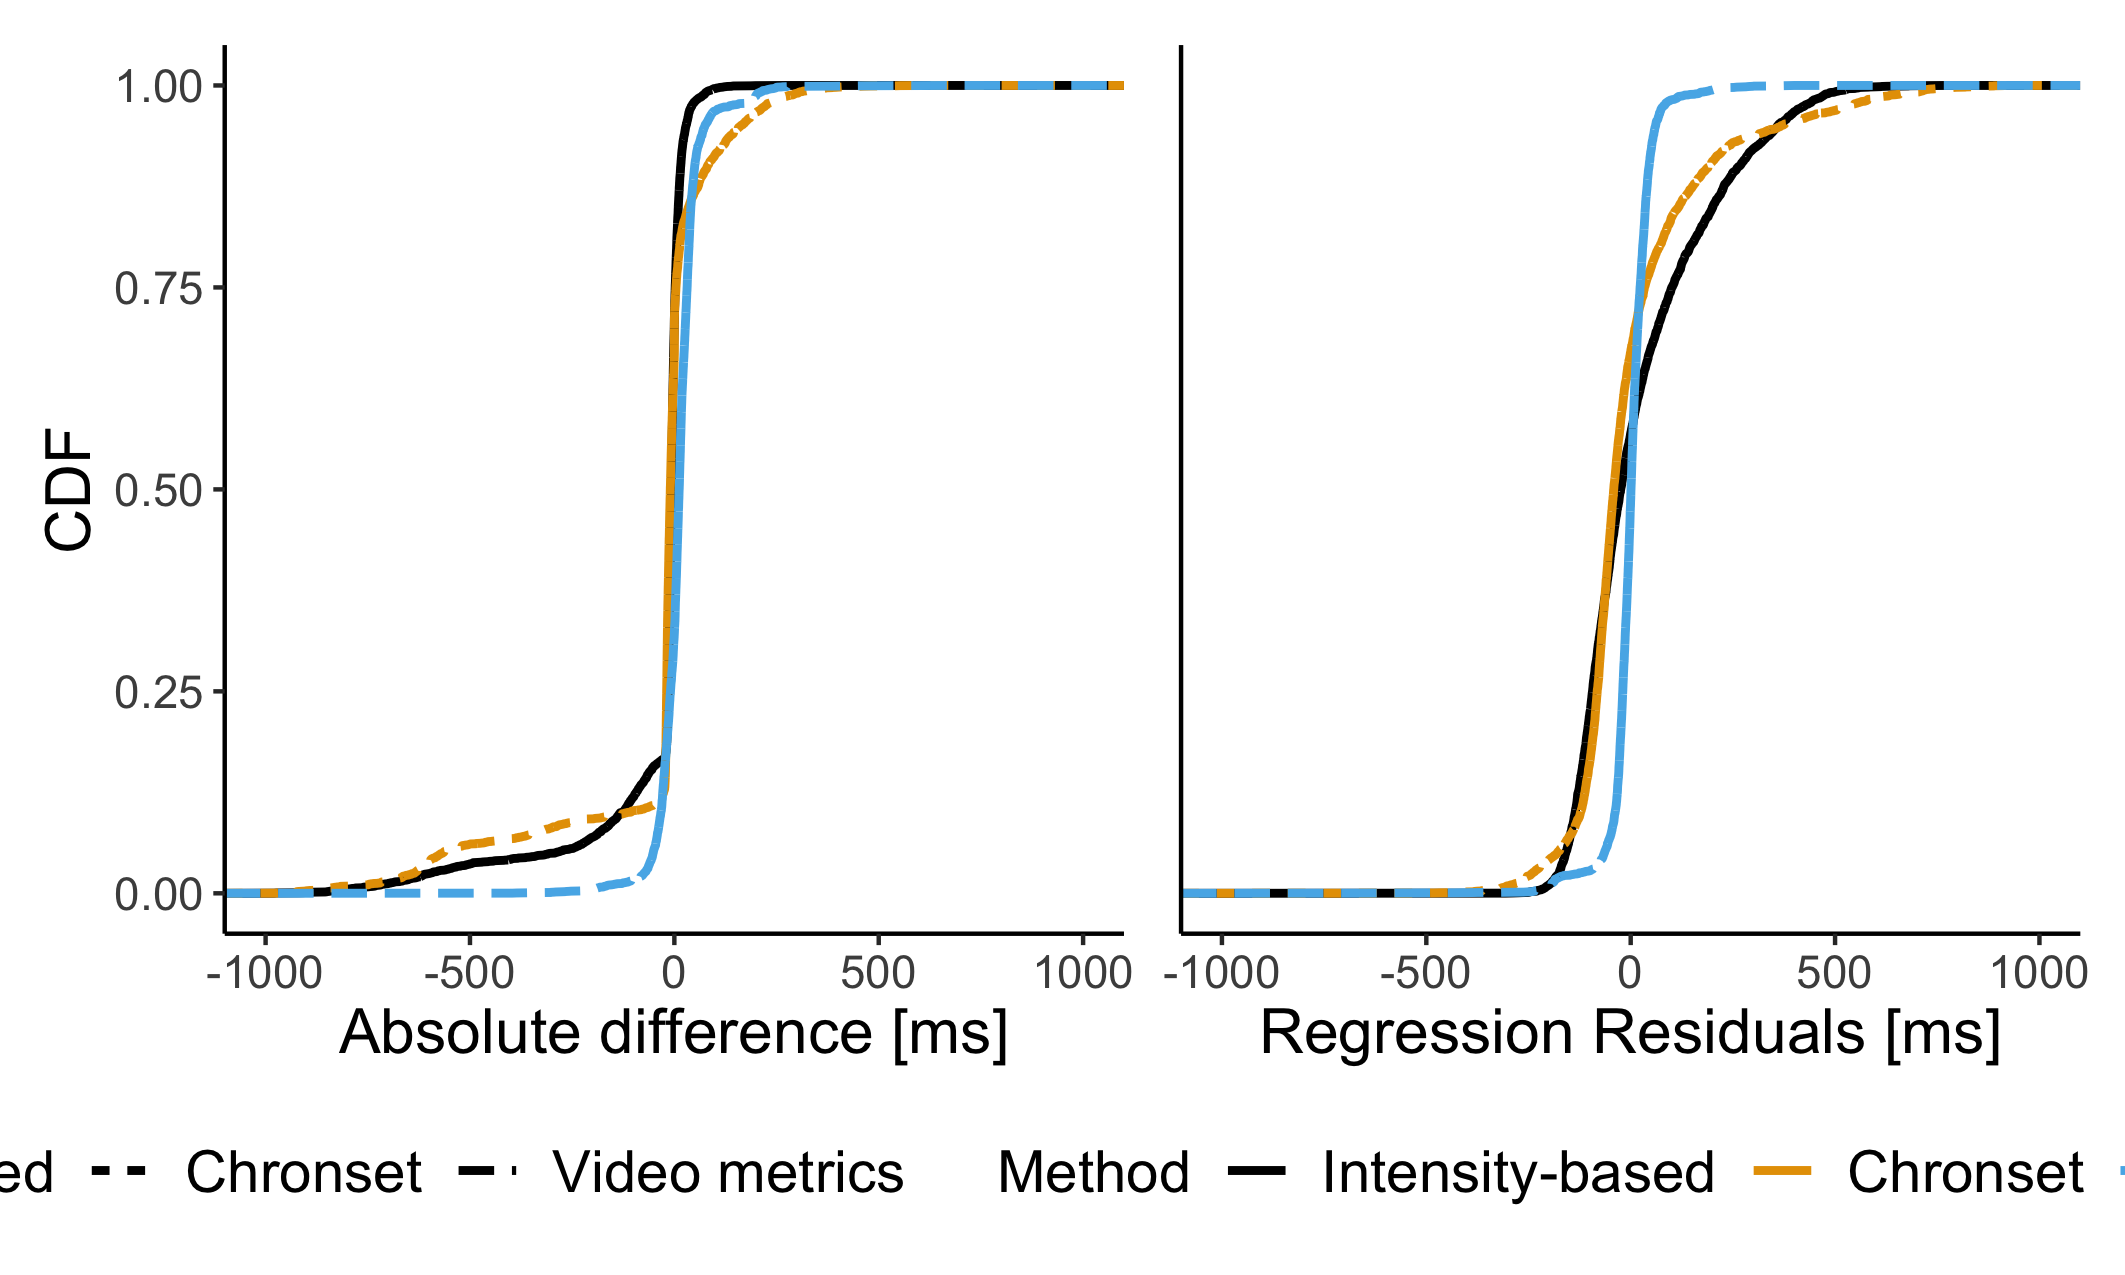 CDF
1.00
0.75
0.50
0.25
0.00
-1000 -500 0 500 1000
-1000 -500 0 500 1000
Absolute difference [ms]
Regression Residuals [ms]
ed Chronset Video metrics Method Intensity-based Chronset